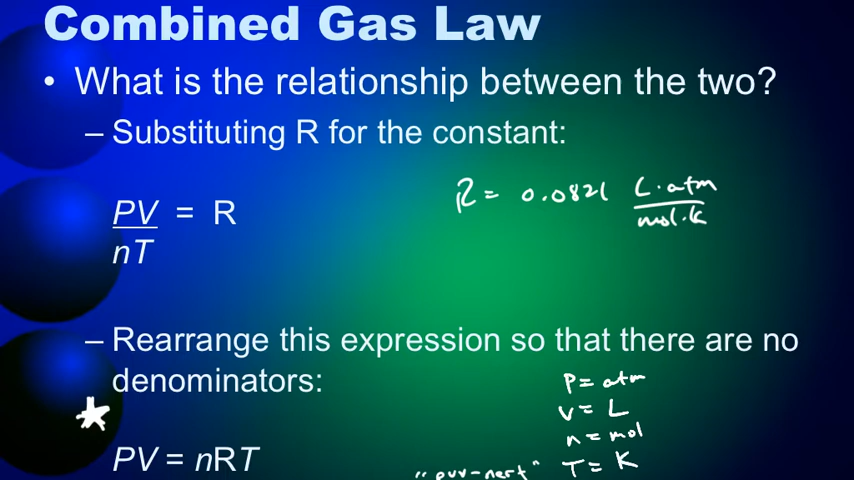 Combined Gas Law
• What is the relationship between the two?
– Substituting R for the constant:
R = 0.0821 L·atm
mol·K
PV = R
nT
– Rearrange this expression so that there are no
denominators:
P = atm
V = L
n = mol
PV = nRT
"puv-nert" T = K